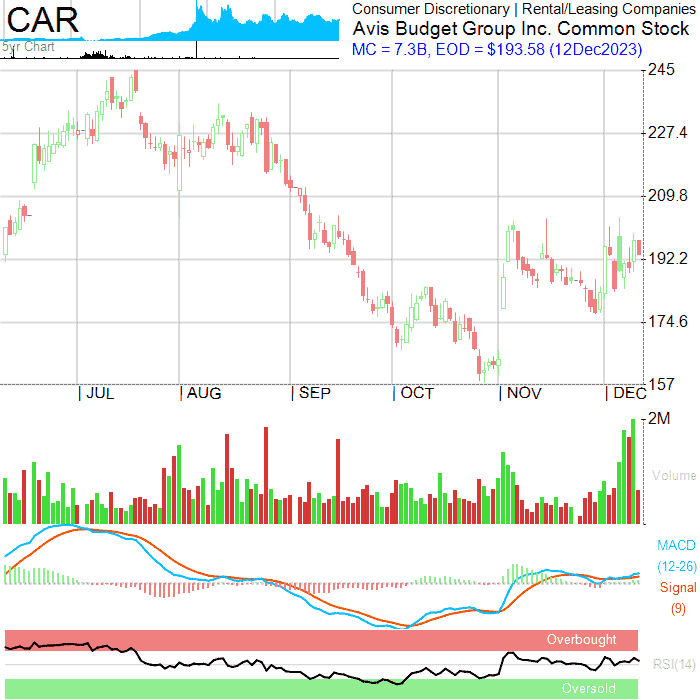 CAR
5yr Chart
Consumer Discretionary | Rental/Leasing Companies
Avis Budget Group Inc. Common Stock
MC = 7.3B, EOD = $193.58 (12Dec2023)
245
227.4
209.8
192.2
174.6
157
| JUL | AUG | SEP | OCT | NOV | DEC
2M
Volume
MACD
(12-26)
Signal
(9)
Overbought
RSI(14)
Oversold